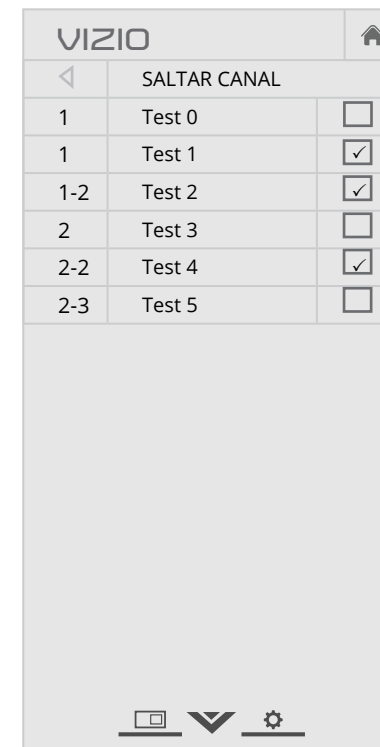 VIZIO
SALTAR CANAL
1 Test 0
1 Test 1
1-2 Test 2
2 Test 3
2-2 Test 4
2-3 Test 5